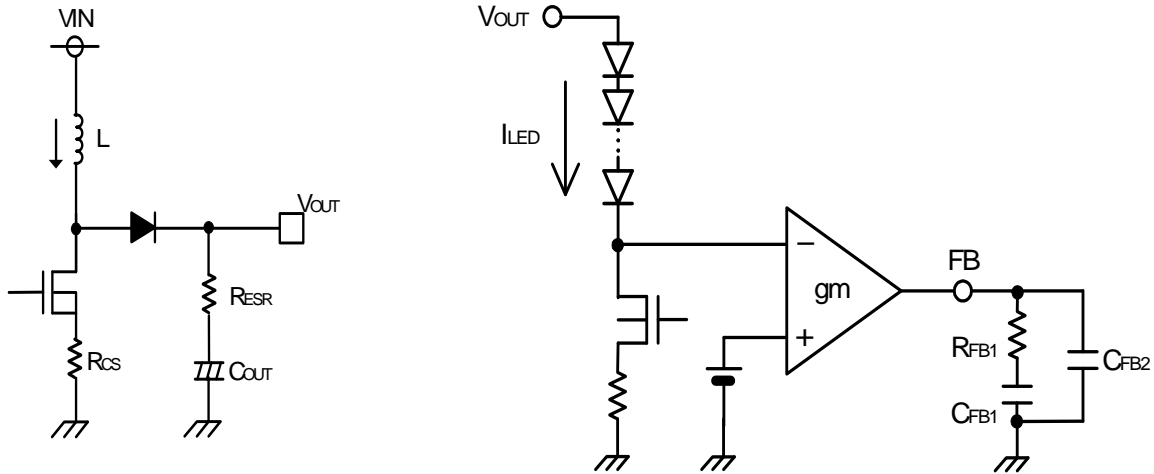 VIN
L
VOUT
RESR
RCS
COUT
VOUT
ILED
−
gm
+
FB
RFB1
CFB2
CFB1